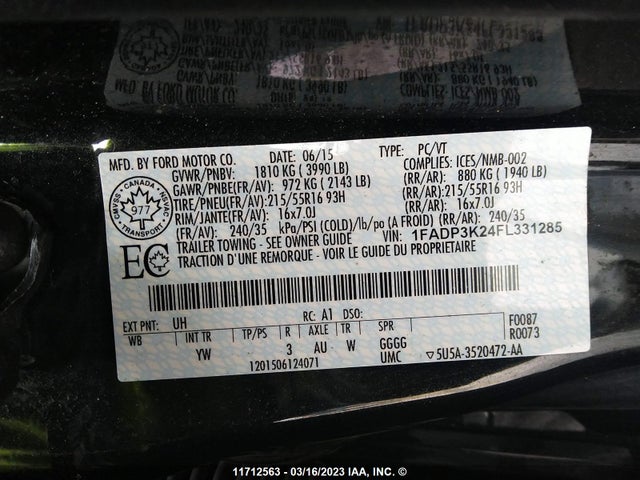 MFD. BY FORD MOTOR CO. DATE: 06/15 TYPE: PC/VT
GVWR/PNBV: 1810 KG ( 3990 LB) COMPLIES: ICES/NMB-002
GAWR/PNBE(FR/AV): 972 KG ( 2143 LB) (RR/AR): 880 KG ( 1940 LB)
TIRE/PNEU(FR/AV): 215/55R16 93H (RR/AR): 215/55R16 93H
RIM/JANTE(FR/AV): 16x7.0J (RR/AR): 16x7.0J
(FR/AV): 240/35 kPa/PSI (COLD)/lb/po (A FROID) (RR/AR): 240/35
TRAILER TOWING - SEE OWNER GUIDE VIN: 1FADP3K24FL331285
TRACTION D'UNE REMORQUE - VOIR LE GUIDE DU PROPRIETAIRE
CANADA
CMVSS NSVAC
977
TRANSPORT
EC
EXT PNT: UH RC: A1 DSO: F0087
WB INT TR TP/PS R AXLE TR SPR R0073
YW 3 AU W GGGG
1201506124071 UMC ▽5U5A-3520472-AA
11712563 - 03/16/2023 IAA, INC. ©